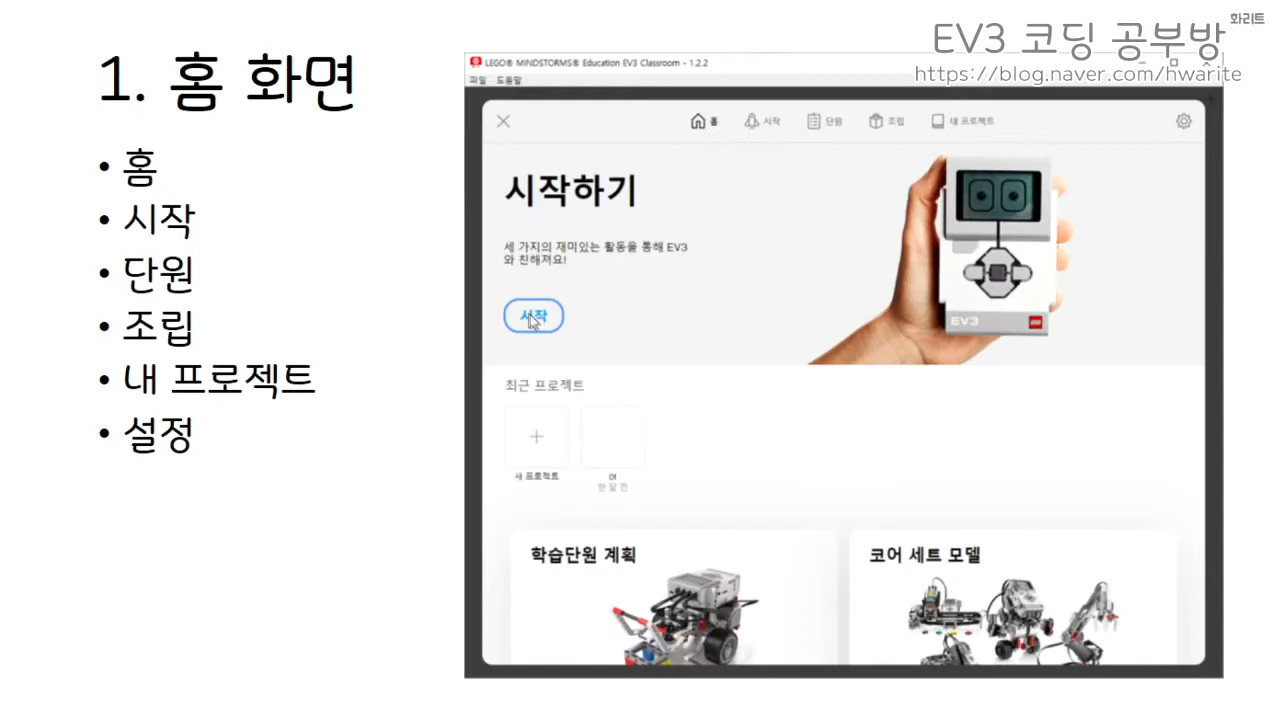 화리트
EV3 코딩 공부방
https://blog.naver.com/hwarite
1. 홈 화면
• 홈
• 시작
• 단원
• 조립
• 내 프로젝트
• 설정
LEGO® MINDSTORMS® Education EV3 Classroom - 1.2.2
파일 도움말
홈 시작 단원 조립 내 프로젝트
시작하기
세 가지의 재미있는 활동을 통해 EV3
와 친해져요!
시작
EV3
LEGO
최근 프로젝트
새 프로젝트
01
한 달 전
학습단원 계획
코어 세트 모델